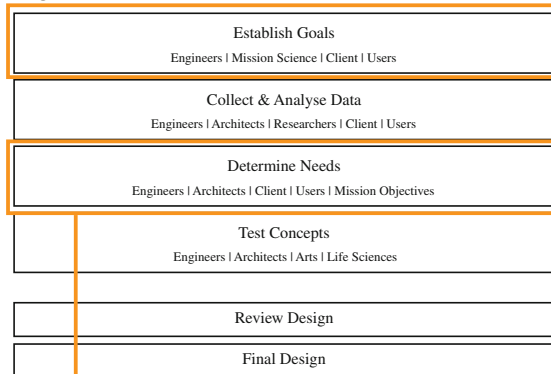 Establish Goals
Engineers | Mission Science | Client | Users
Collect & Analyse Data
Engineers | Architects | Researchers | Client | Users
Determine Needs
Engineers | Architects | Client | Users | Mission Objectives
Test Concepts
Engineers | Architects | Arts | Life Sciences
Review Design
Final Design